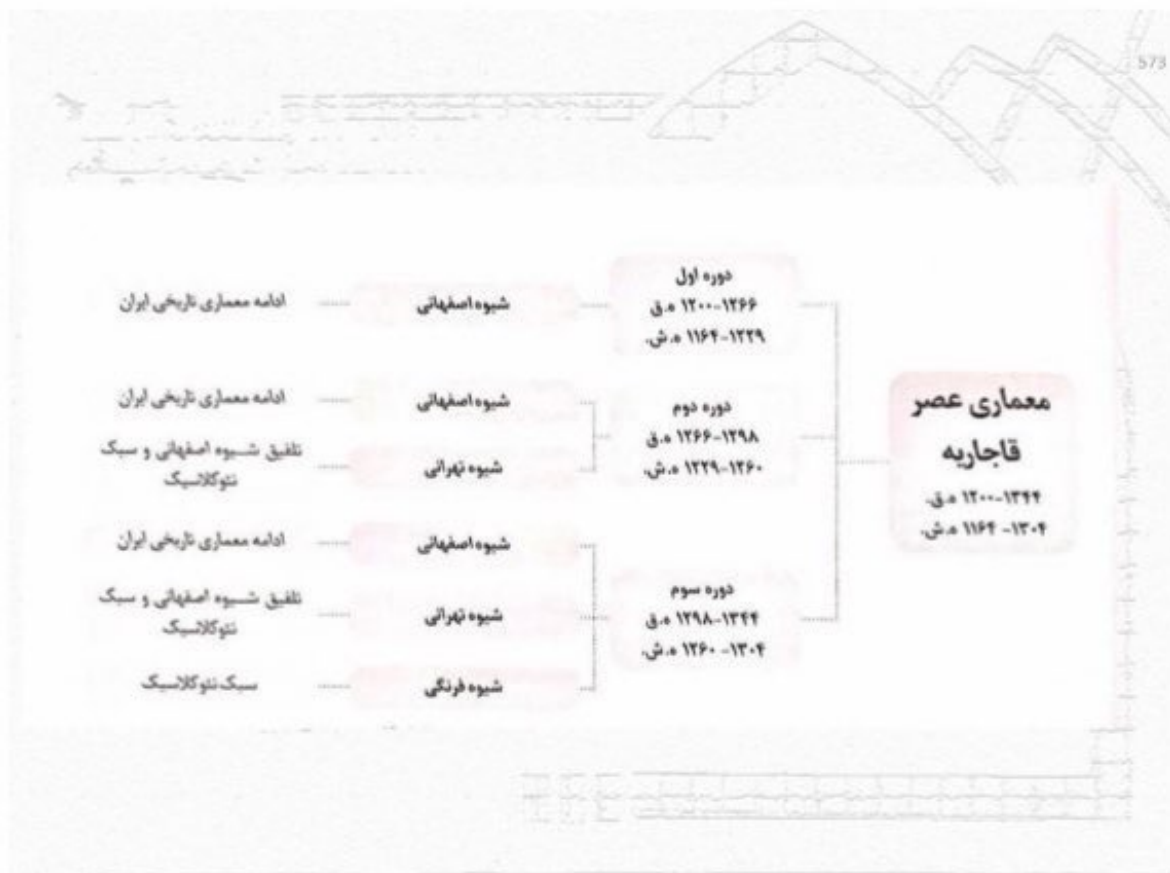 573
معماری عصر
قاجاریه
۱۲۰۰-۱۳۴۴ ه.ق.
۱۱۶۴ -۱۳۰۴ ه.ش.
دوره اول
۱۲۰۰-۱۲۶۶ ه.ق
۱۱۶۴-۱۲۲۹ ه.ش.
شیوه اصفهانی
ادامه معماری تاریخی ایران
دوره دوم
۱۲۶۶-۱۲۹۸ ه.ق
۱۲۲۹-۱۲۶۰ ه.ش.
شیوه اصفهانی
ادامه معماری تاریخی ایران
شیوه تهرانی
تلفیق شیوه اصفهانی و سبک
نئوکلاسیک
دوره سوم
۱۲۹۸-۱۳۴۴ ه.ق
۱۲۶۰ -۱۳۰۴ ه.ش.
شیوه اصفهانی
ادامه معماری تاریخی ایران
شیوه تهرانی
تلفیق شیوه اصفهانی و سبک
نئوکلاسیک
شیوه فرنگی
سبک نئوکلاسیک